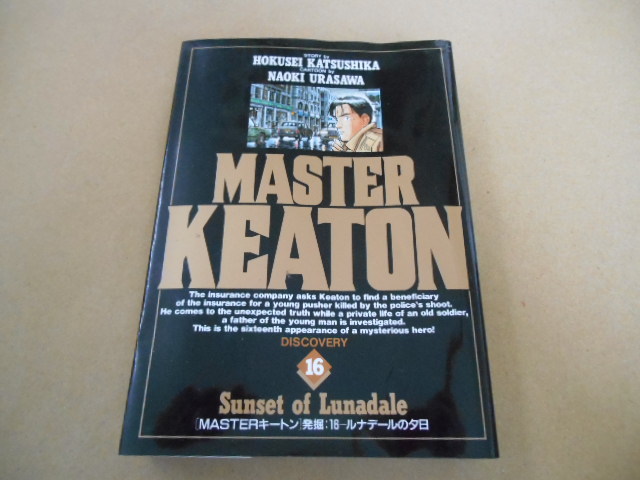 STORY by
HOKUSEI KATSUSHIKA
CARTOON by
NAOKI URASAWA
MASTER
KEATON
The insurance company asks Keaton to find a beneficiary
of the insurance for a young pusher killed by the police's shoot.
He comes to the unexpected truth while a private life of an old soldier,
a father of the young man is investigated.
This is the sixteenth appearance of a mysterious hero!
DISCOVERY
16
Sunset of Lunadale
[MASTERキートン]発掘:16―ルナデールの夕日